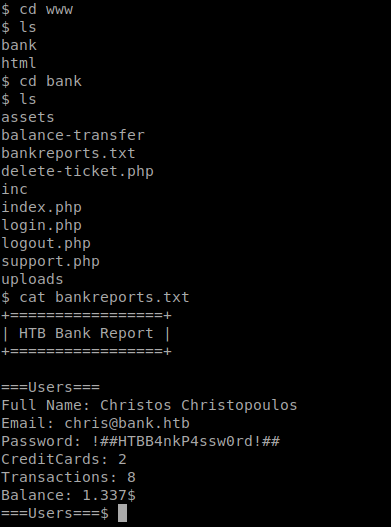 $ cd www
$ ls
bank
html
$ cd bank
$ ls
assets
balance-transfer
bankreports.txt
delete-ticket.php
inc
index.php
login.php
logout.php
support.php
uploads
$ cat bankreports.txt
+=================+
| HTB Bank Report |
+=================+

===Users===
Full Name: Christos Christopoulos
Email: chris@bank.htb
Password: !##HTBB4nkP4ssw0rd!##
CreditCards: 2
Transactions: 8
Balance: 1.337$
===Users===$